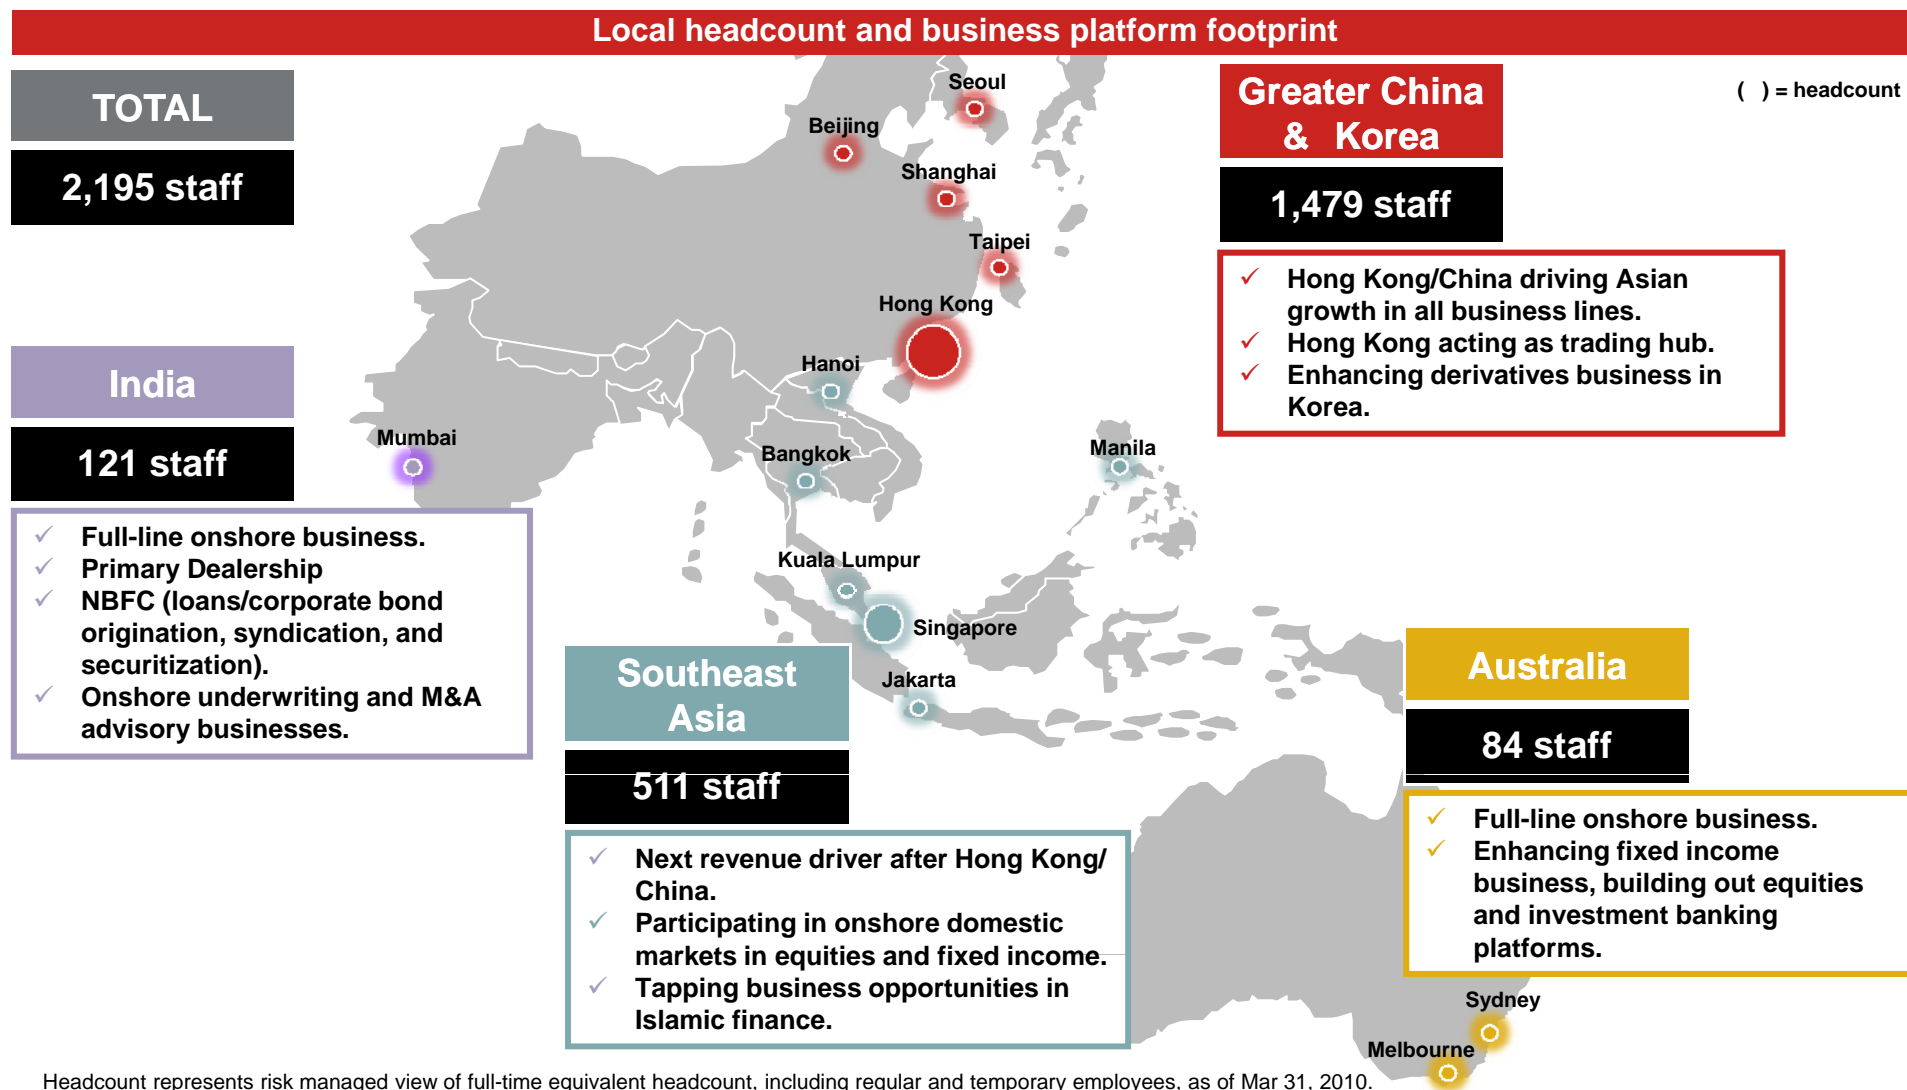 Local headcount and business platform footprint
( ) = headcount
TOTAL
2,195 staff
Greater China
& Korea
1,479 staff
✓ Hong Kong/China driving Asian
growth in all business lines.
✓ Hong Kong acting as trading hub.
✓ Enhancing derivatives business in
Korea.
Seoul
Beijing
Shanghai
Taipei
Hong Kong
Hanoi
Mumbai
Bangkok
Manila
Kuala Lumpur
Singapore
Jakarta
India
121 staff
✓ Full-line onshore business.
✓ Primary Dealership
✓ NBFC (loans/corporate bond
origination, syndication, and
securitization).
✓ Onshore underwriting and M&A
advisory businesses.
Southeast
Asia
511 staff
✓ Next revenue driver after Hong Kong/
China.
✓ Participating in onshore domestic
markets in equities and fixed income.
✓ Tapping business opportunities in
Islamic finance.
Australia
84 staff
✓ Full-line onshore business.
✓ Enhancing fixed income
business, building out equities
and investment banking
platforms.
Sydney
Melbourne
Headcount represents risk managed view of full-time equivalent headcount, including regular and temporary employees, as of Mar 31, 2010.